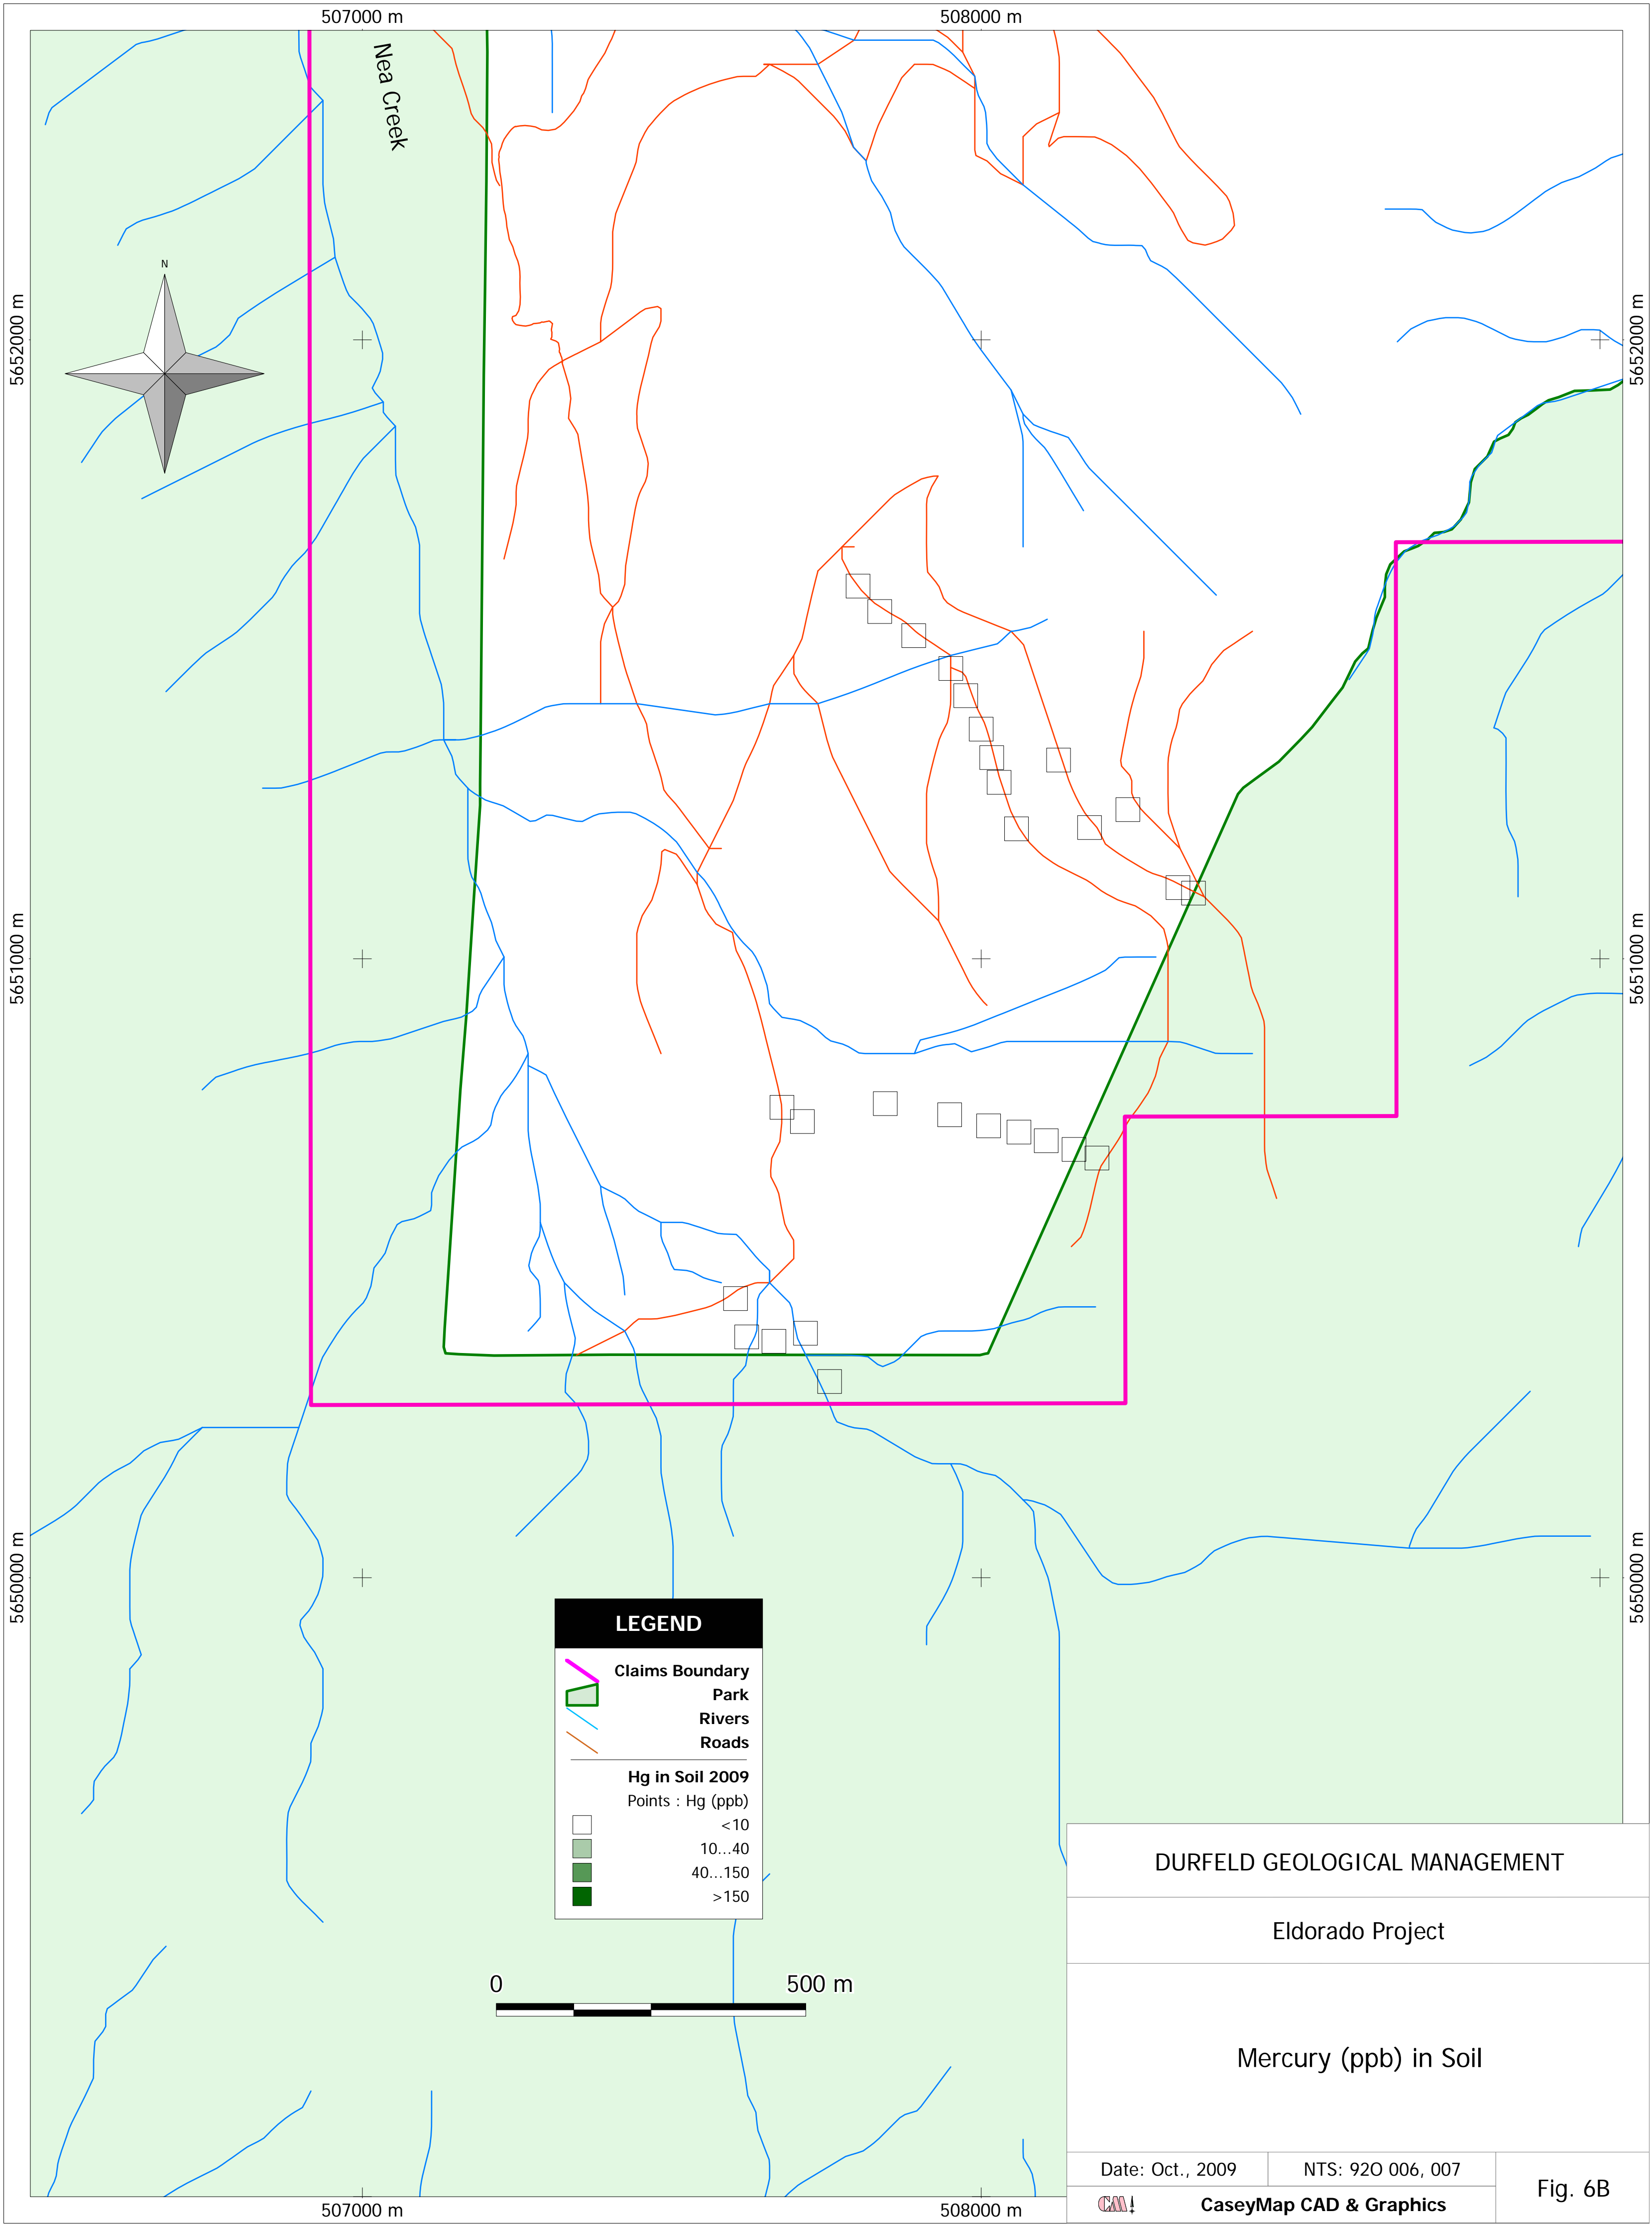 507000 m
508000 m
Nea Creek
N
5652000 m
5652000 m
5651000 m
5651000 m
5650000 m
5650000 m
LEGEND
Claims Boundary
Park
Rivers
Roads
Hg in Soil 2009
Points : Hg (ppb)
<10
10...40
40...150
>150
0
500 m
DURFELD GEOLOGICAL MANAGEMENT
Eldorado Project
Mercury (ppb) in Soil
Date: Oct., 2009
NTS: 92O 006, 007
Fig. 6B
CM
CaseyMap CAD & Graphics
507000 m
508000 m